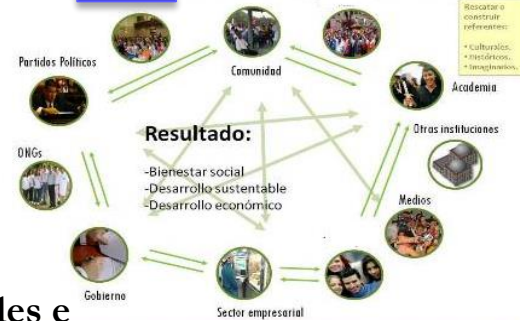 Rescatar o
construir
referentes:
• Culturales.
• Históricos.
• Imaginarios.
Partidos Políticos
Comunidad
Academia
Resultado:
Otras instituciones
ONGs
-Bienestar social
-Desarrollo sustentable
-Desarrollo económico
Medios
Gobierno
Sector empresarial
les e